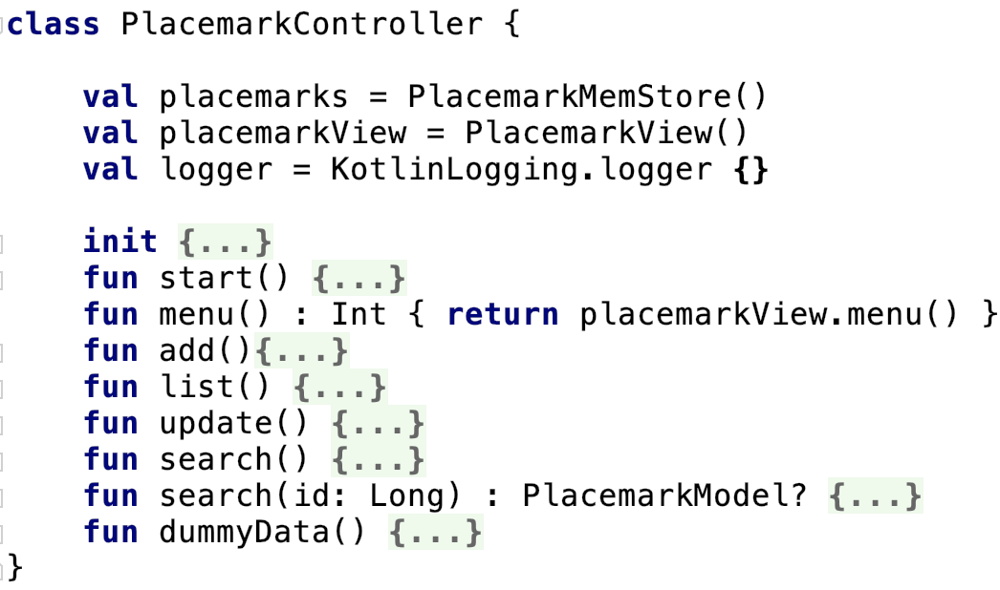 class PlacemarkController {
val placemarks = PlacemarkMemStore()
val placemarkView = PlacemarkView()
val logger = KotlinLogging.logger {}
init {...}
fun start() {...}
fun menu() : Int { return placemarkView.menu() }
fun add(){...}
fun list() {...}
fun update() {...}
fun search() {...}
fun search(id: Long) : PlacemarkModel? {...}
fun dummyData() {...}
}